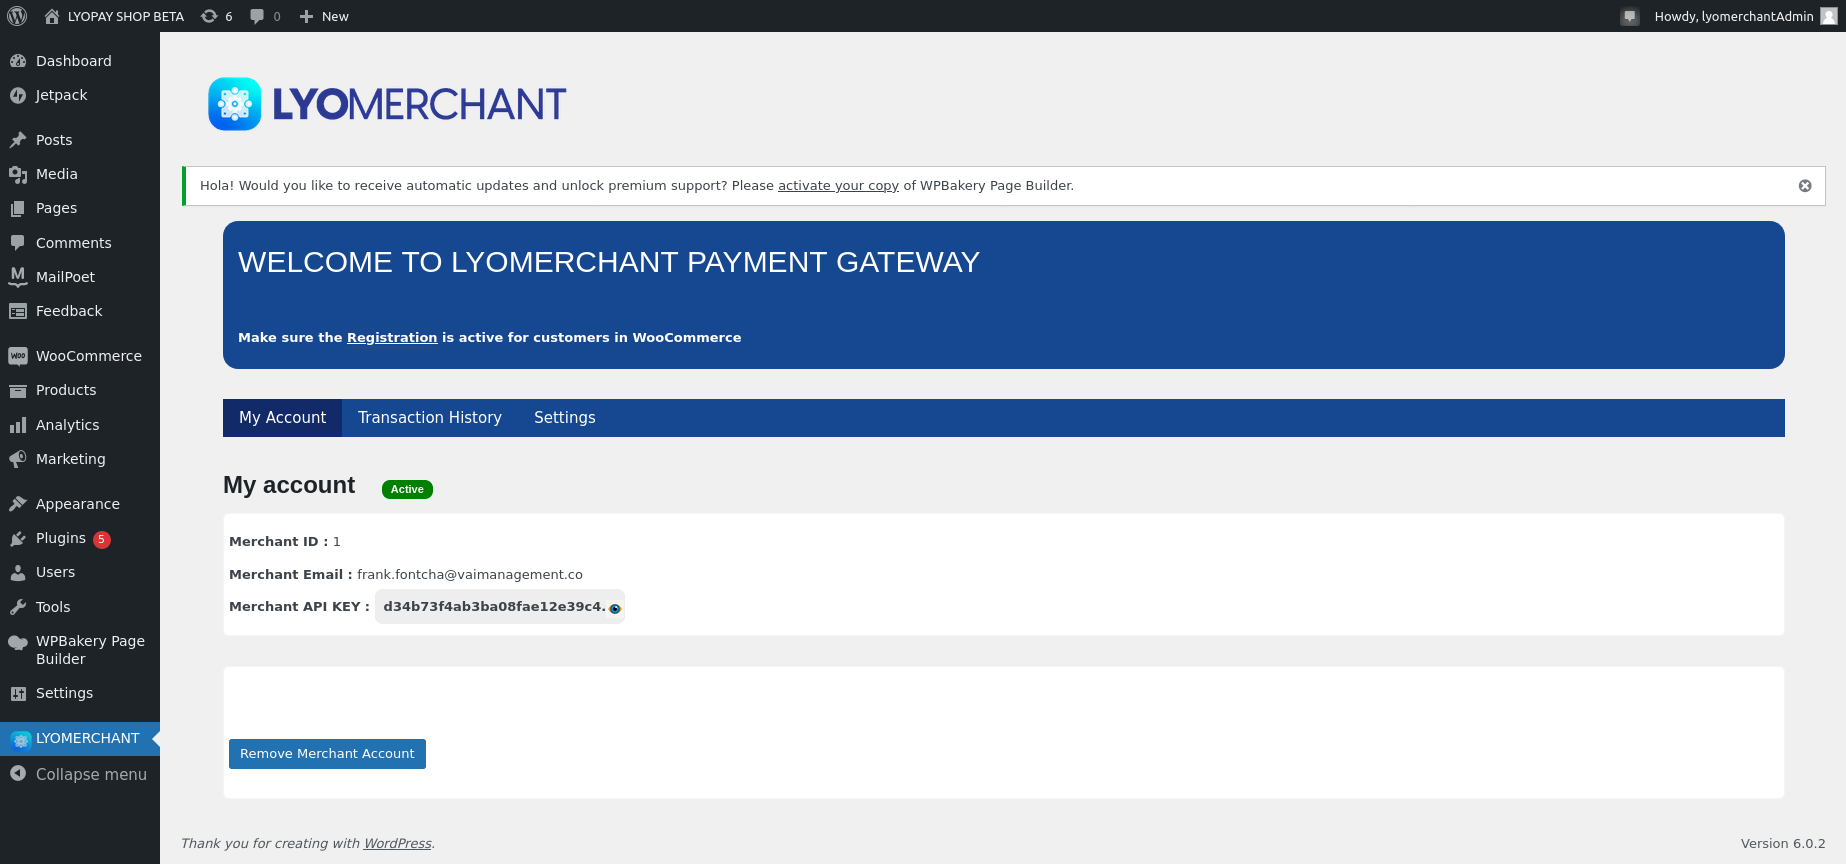 LYOPAY SHOP BETA 6 0 New Howdy, lyomerchantAdmin
Dashboard
Jetpack
Posts
Media
Pages
Comments
MailPoet
Feedback
WooCommerce
Products
Analytics
Marketing
Appearance
Plugins 5
Users
Tools
WPBakery Page
Builder
Settings
LYOMERCHANT
Collapse menu
LYOMERCHANT
Hola! Would you like to receive automatic updates and unlock premium support? Please activate your copy of WPBakery Page Builder.
WELCOME TO LYOMERCHANT PAYMENT GATEWAY
Make sure the Registration is active for customers in WooCommerce
My Account Transaction History Settings
My account Active
Merchant ID : 1
Merchant Email : frank.fontcha@vaimanagement.co
Merchant API KEY : d34b73f4ab3ba08fae12e39c4.
Remove Merchant Account
Thank you for creating with WordPress. Version 6.0.2